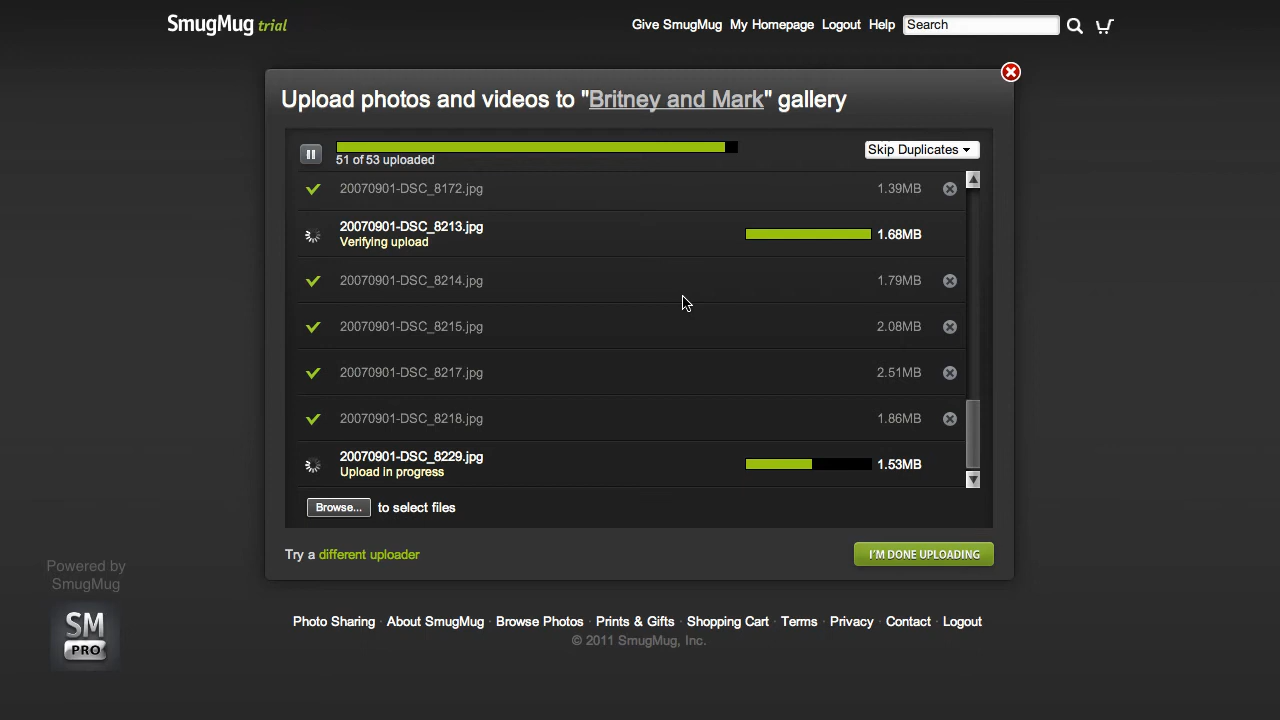 SmugMug trial
Give SmugMug My Homepage Logout Help Search
Upload photos and videos to "Britney and Mark" gallery
51 of 53 uploaded
Skip Duplicates
20070901-DSC_8172.jpg 1.39MB
20070901-DSC_8213.jpg 1.68MB
Verifying upload
20070901-DSC_8214.jpg 1.79MB
20070901-DSC_8215.jpg 2.08MB
20070901-DSC_8217.jpg 2.51MB
20070901-DSC_8218.jpg 1.86MB
20070901-DSC_8229.jpg 1.53MB
Upload in progress
Browse... to select files
Try a different uploader
I'M DONE UPLOADING
Powered by
SmugMug
SM
PRO
Photo Sharing · About SmugMug · Browse Photos · Prints & Gifts · Shopping Cart · Terms · Privacy · Contact · Logout
© 2011 SmugMug, Inc.